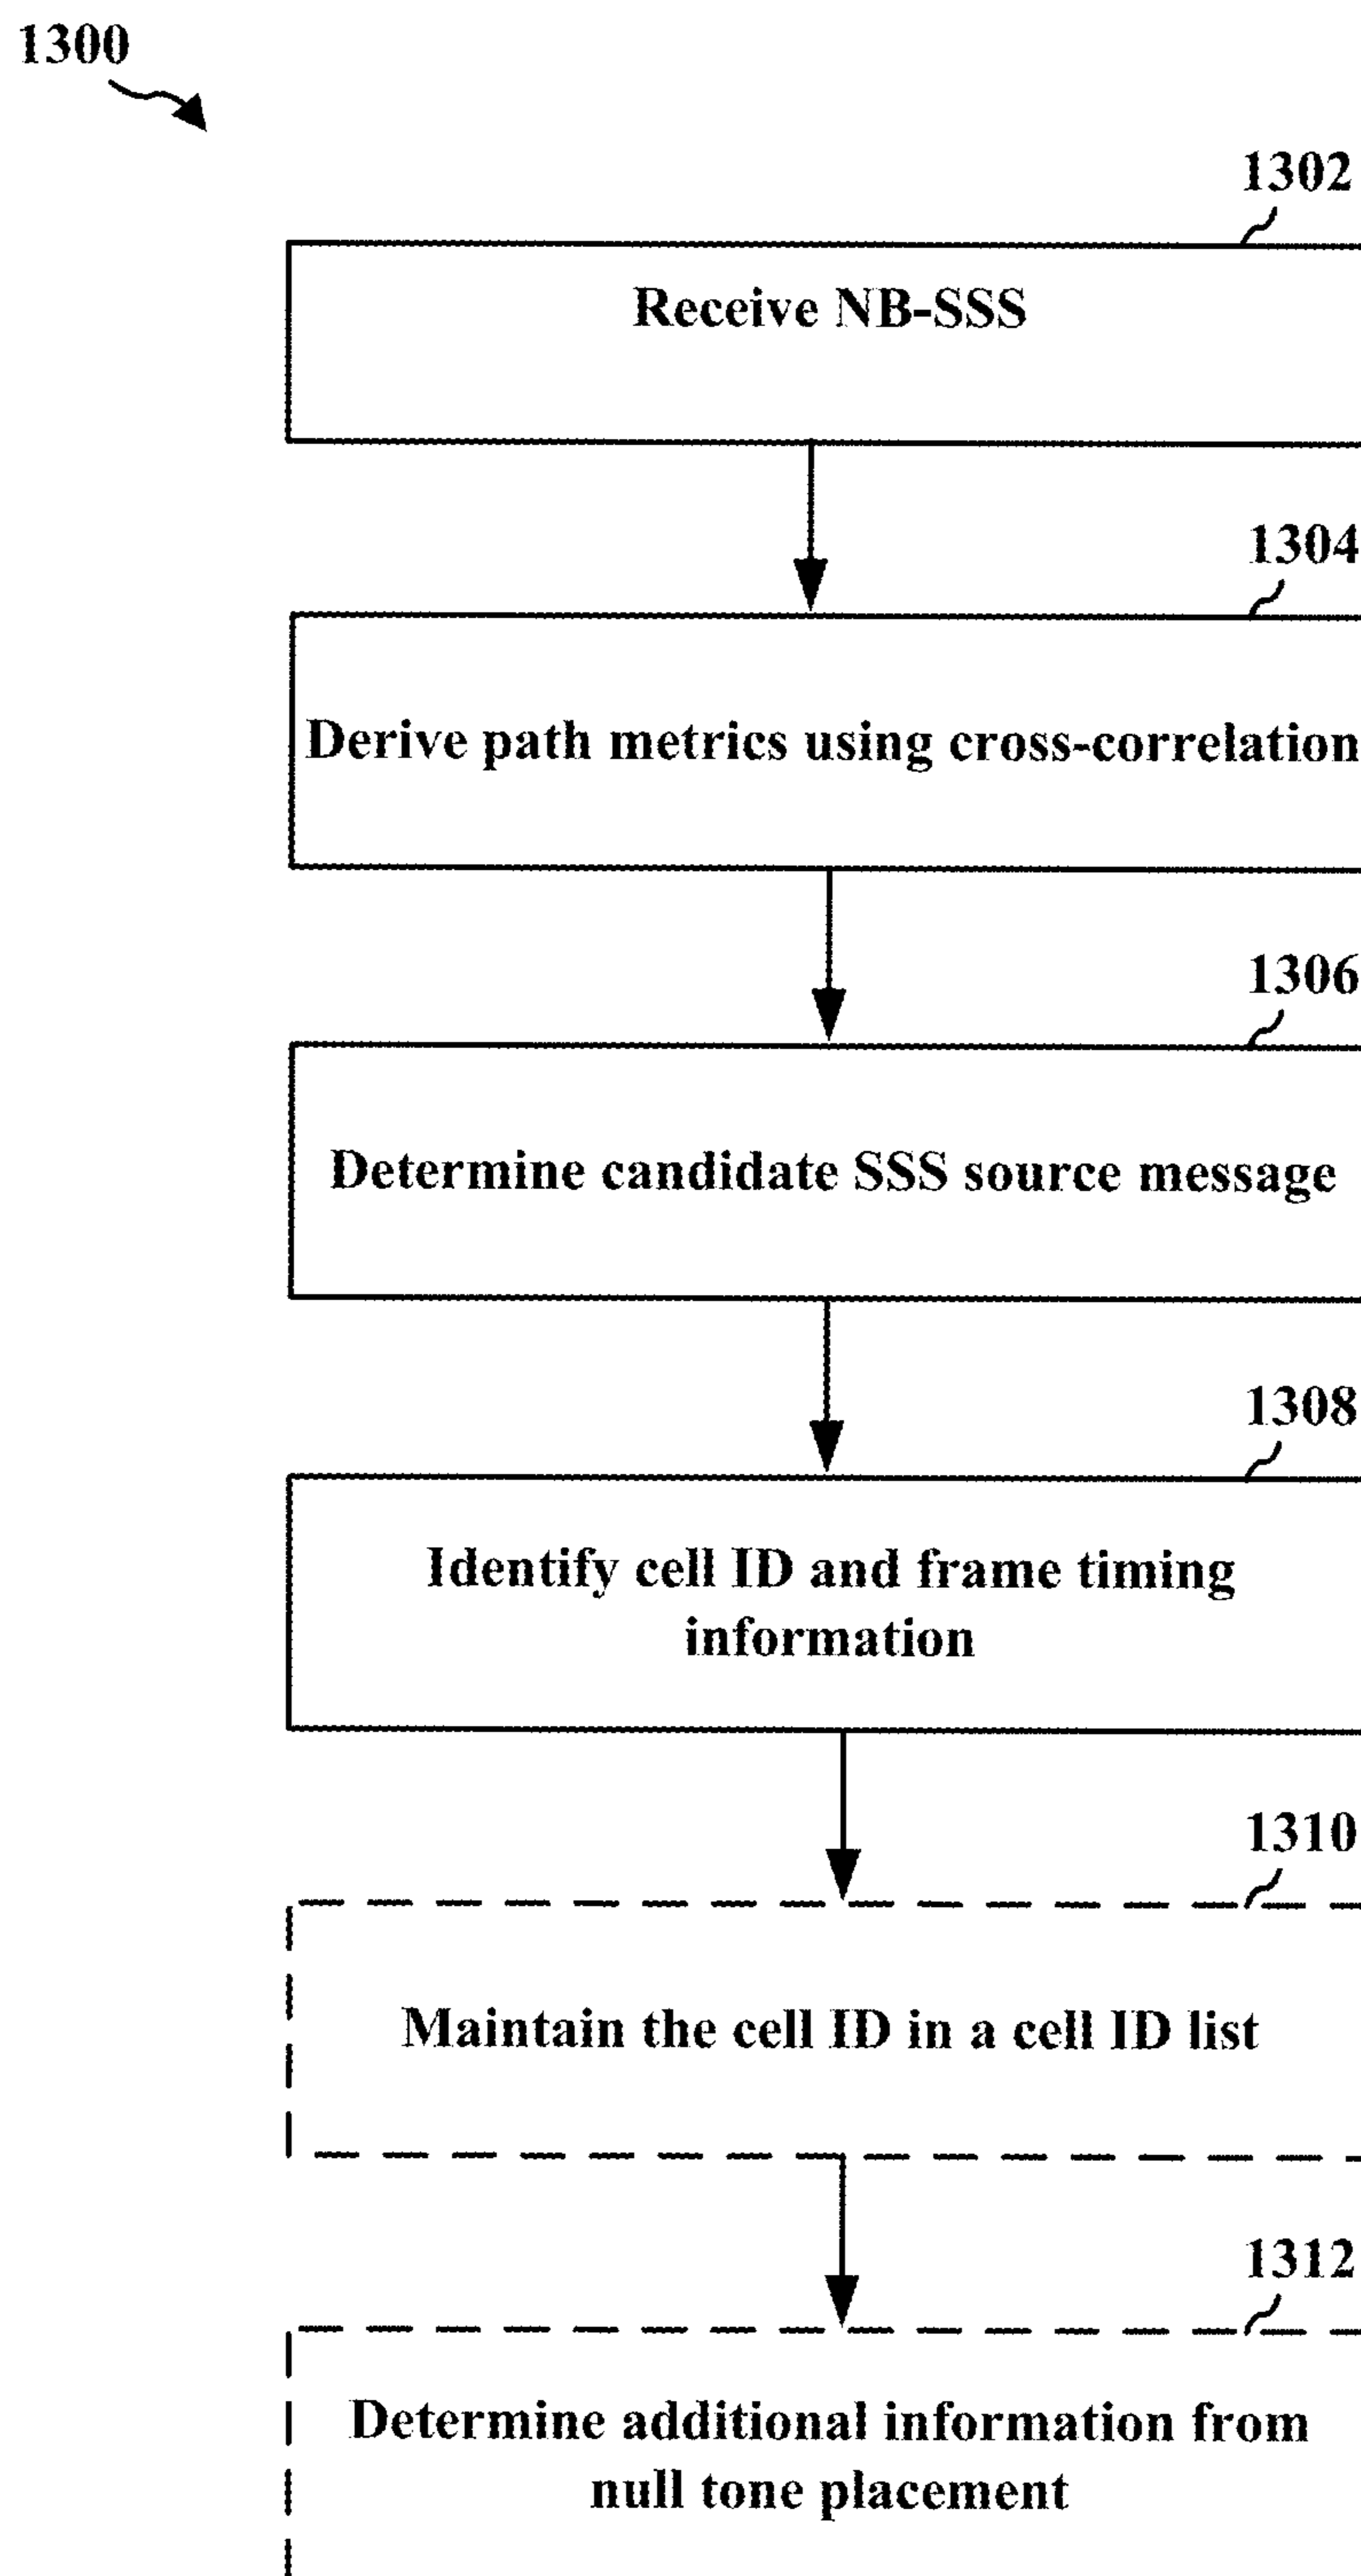 1300
1302
Receive NB-SSS
1304
Derive path metrics using cross-correlation
1306
Determine candidate SSS source message
1308
Identify cell ID and frame timing
information
1310
Maintain the cell ID in a cell ID list
1312
Determine additional information from
null tone placement